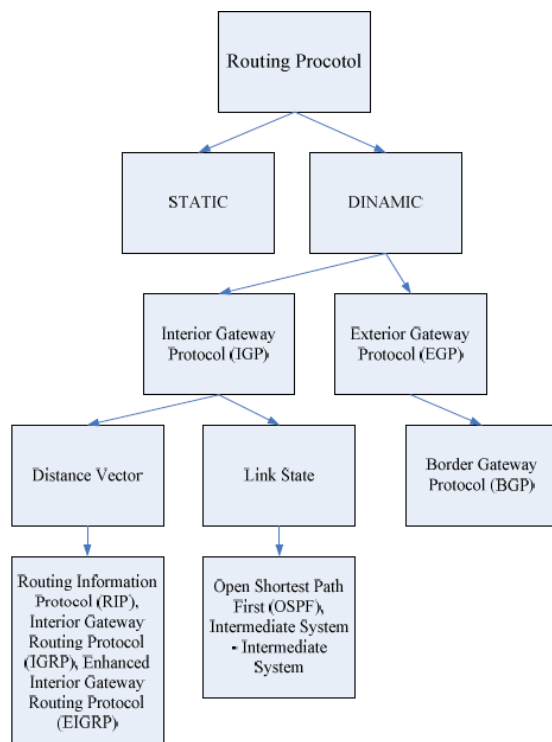 Routing Procotol
STATIC
DINAMIC
Interior Gateway
Protocol (IGP)
Exterior Gateway
Protocol (EGP)
Distance Vector
Link State
Border Gateway
Protocol (BGP)
Routing Information
Protocol (RIP),
Interior Gateway
Routing Protocol
(IGRP), Enhanced
Interior Gateway
Routing Protocol
(EIGRP)
Open Shortest Path
First (OSPF),
Intermediate System
- Intermediate
System